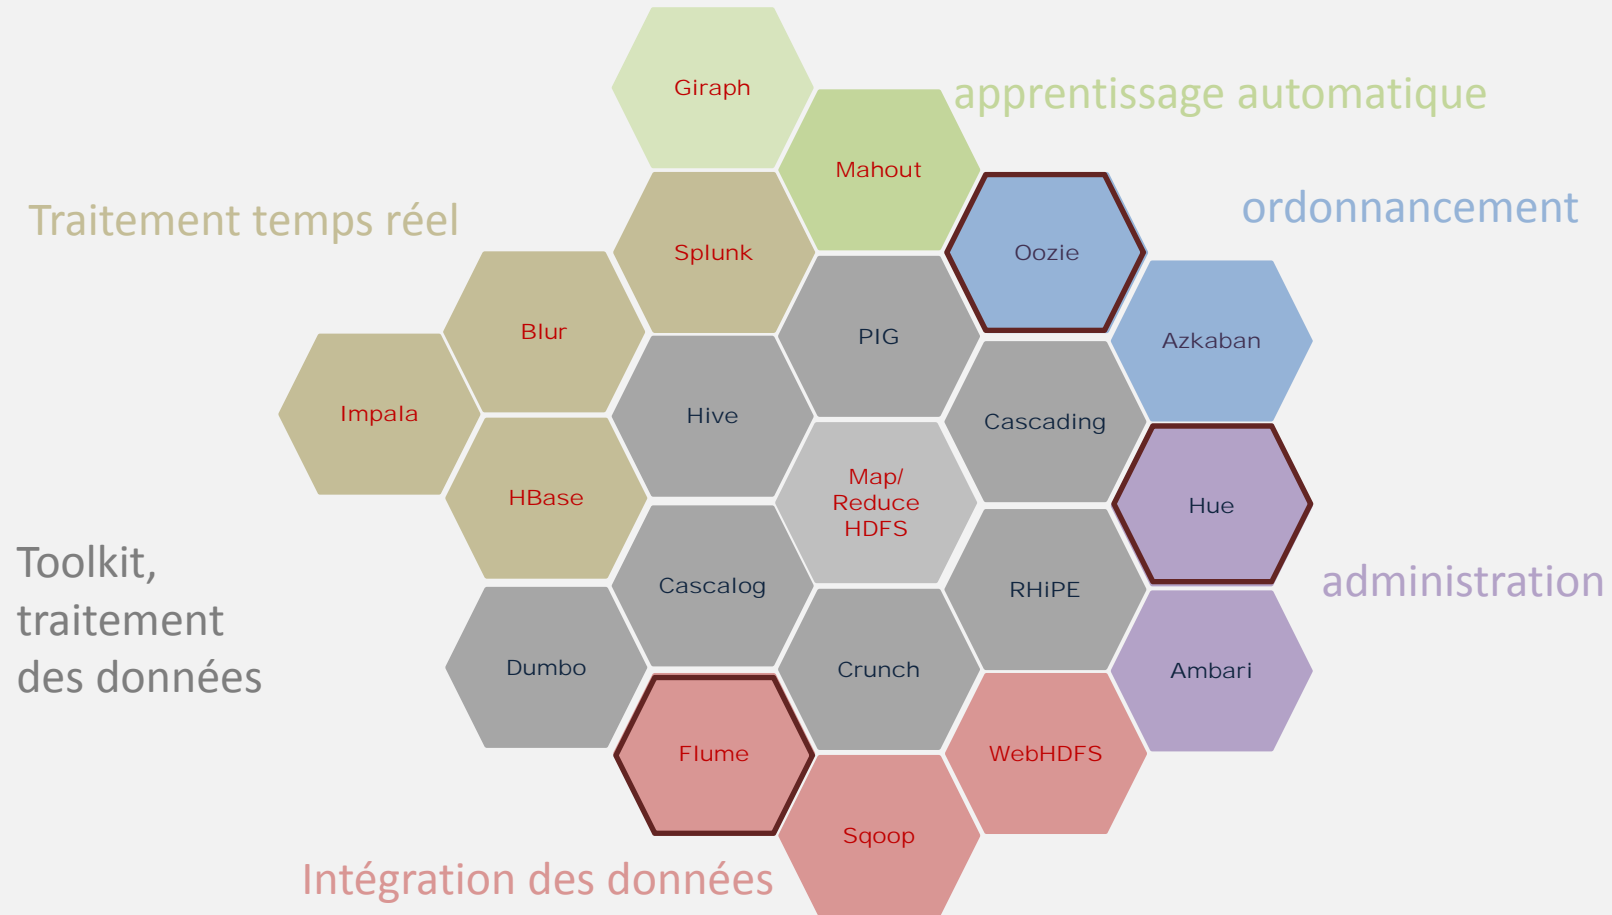 Giraph
apprentissage automatique
Mahout
Traitement temps réel
ordonnancement
Splunk
Oozie
Blur
PIG
Azkaban
Impala
Hive
Cascading
Map/
Reduce
HDFS
HBase
Hue
Toolkit,
traitement
des données
Cascalog
RHiPE
administration
Dumbo
Crunch
Ambari
Flume
WebHDFS
Sqoop
Intégration des données